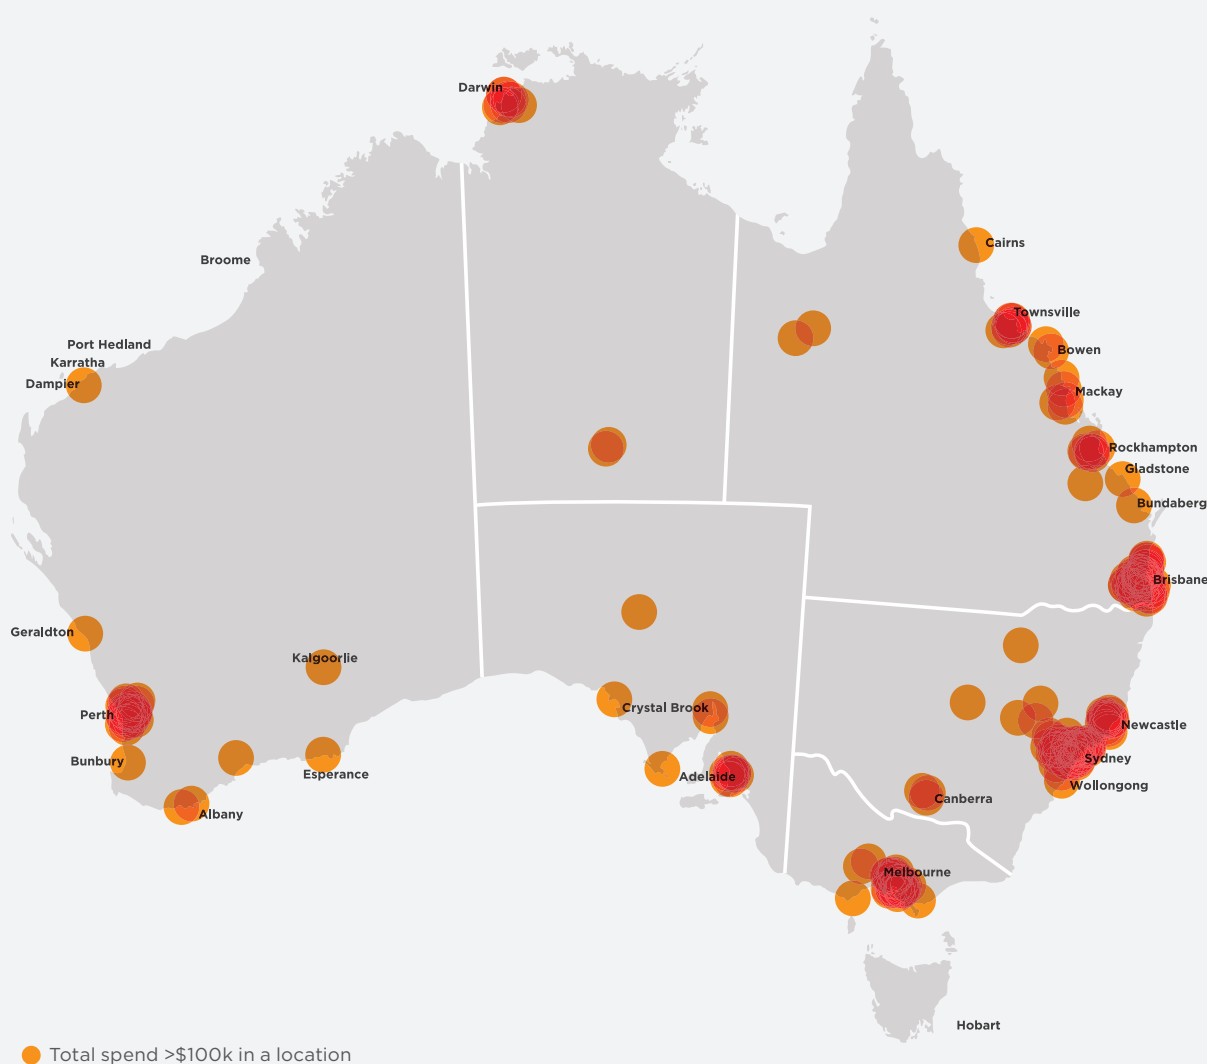 Darwin
Cairns
Broome
Townsville
Port Hedland
Bowen
Karratha
Dampier
Mackay
Rockhampton
Gladstone
Bundaberg
Brisbane
Geraldton
Kalgoorlie
Crystal Brook
Perth
Newcastle
Bunbury
Sydney
Esperance
Adelaide
Wollongong
Canberra
Albany
Melbourne
Hobart
Total spend >$100k in a location